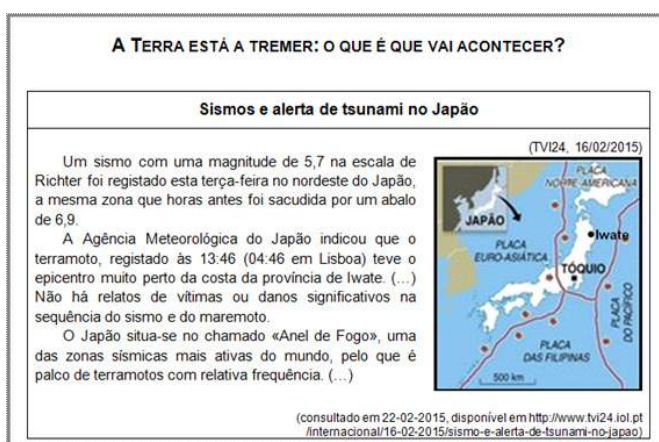 A TERRA ESTÁ A TREMER: O QUE É QUE VAI ACONTECER?
Sismos e alerta de tsunami no Japão
(TVI24, 16/02/2015)
Um sismo com uma magnitude de 5,7 na escala de
Richter foi registado esta terça-feira no nordeste do Japão,
a mesma zona que horas antes foi sacudida por um abalo
de 6,9.
A Agência Meteorológica do Japão indicou que o
terramoto, registado às 13:46 (04:46 em Lisboa) teve o
epicentro muito perto da costa da província de Iwate. (...)
Não há relatos de vítimas ou danos significativos na
sequência do sismo e do maremoto.
O Japão situa-se no chamado «Anel de Fogo», uma
das zonas sísmicas mais ativas do mundo, pelo que é
palco de terramotos com relativa frequência. (...)
PLACA
NORTE-AMERICANA
JAPÃO
Iwate
PLACA
EURO-ASIÁTICA
TÓQUIO
PLACA
DO PACÍFICO
PLACA
DAS FILIPINAS
500 km
(consultado em 22-02-2015, disponível em http://www.tvi24.iol.pt
/internacional/16-02-2015/sismo-e-alerta-de-tsunami-no-japao)